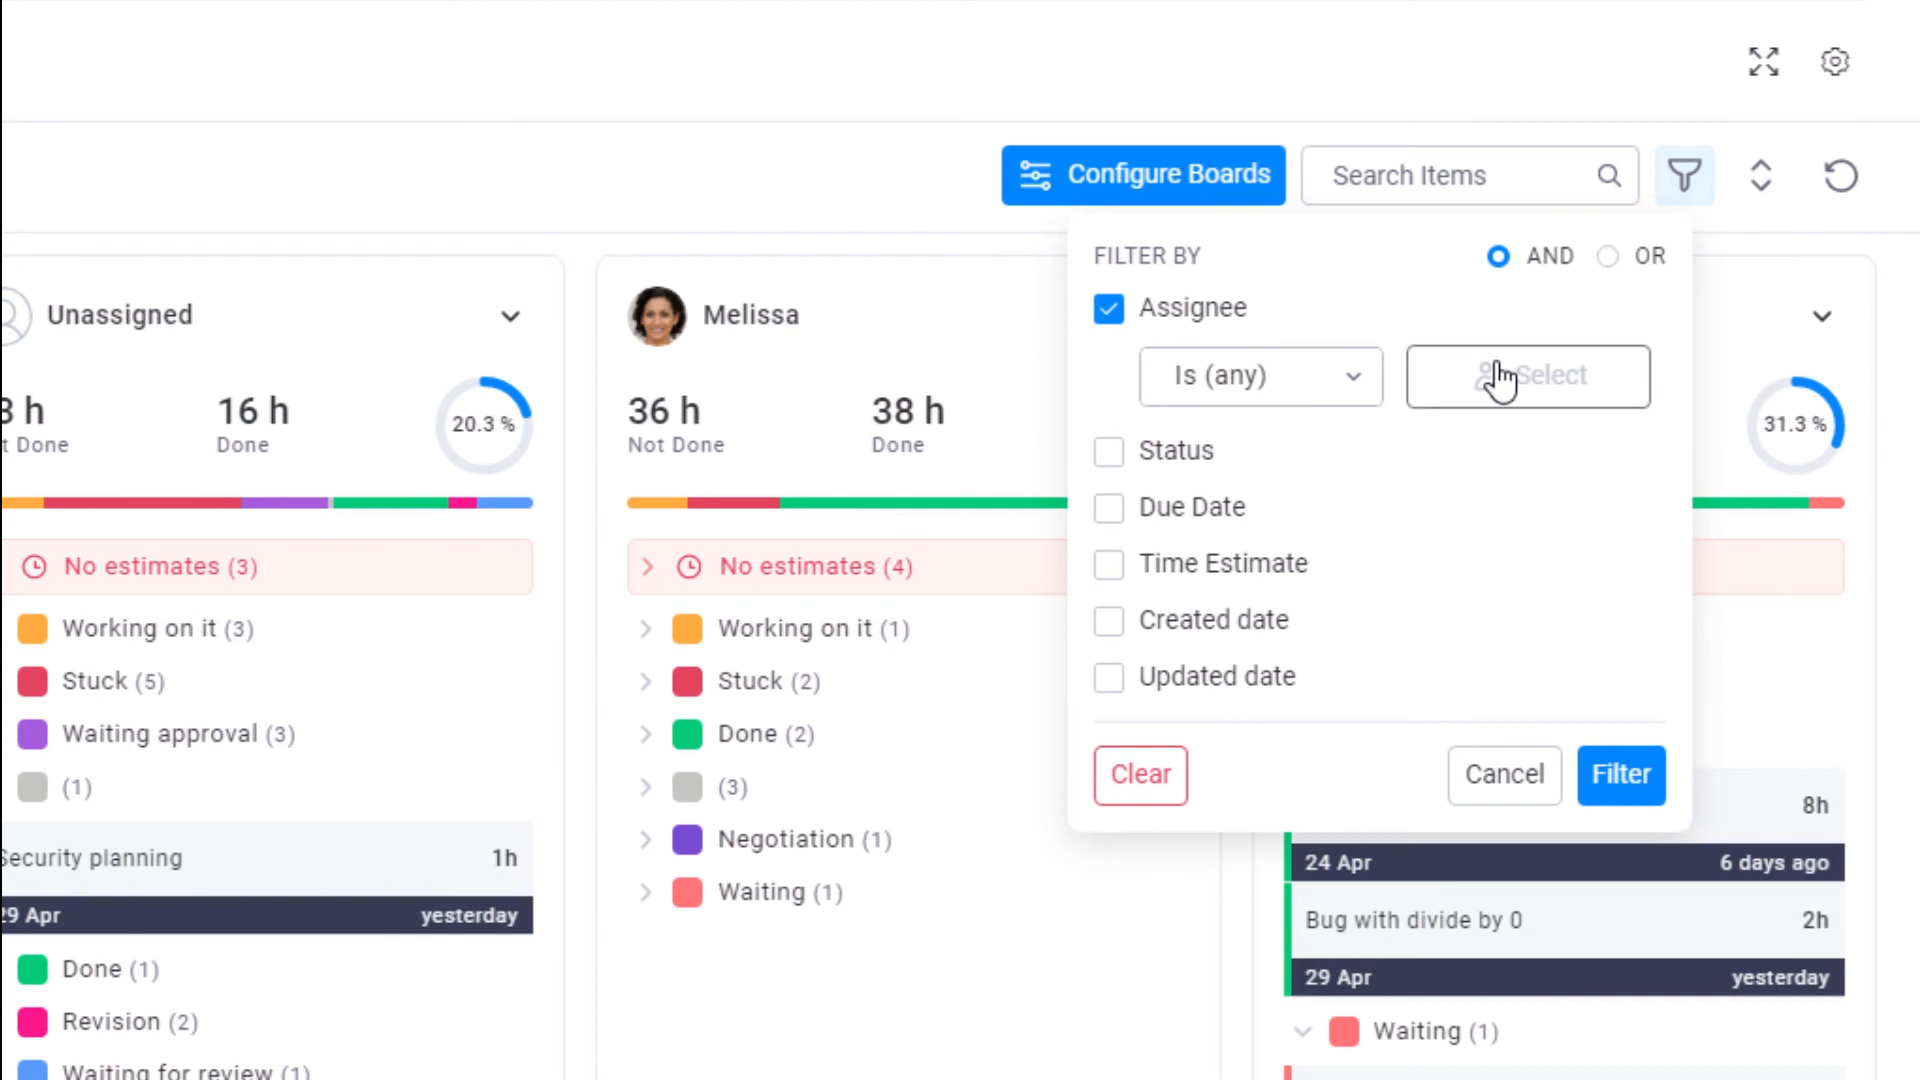 Configure Boards
Search Items
FILTER BY
AND
OR
Assignee
Is (any)
Select
Status
Due Date
Time Estimate
Created date
Updated date
Clear
Cancel
Filter
Unassigned
3 h
16 h
20.3 %
t Done
Done
No estimates (3)
Working on it (3)
Stuck (5)
Waiting approval (3)
(1)
Security planning
1h
29 Apr
yesterday
Done (1)
Revision (2)
Waiting for review (1)
Melissa
36 h
38 h
Not Done
Done
No estimates (4)
Working on it (1)
Stuck (2)
Done (2)
(3)
Negotiation (1)
Waiting (1)
31.3 %
8h
24 Apr
6 days ago
Bug with divide by 0
2h
29 Apr
yesterday
Waiting (1)